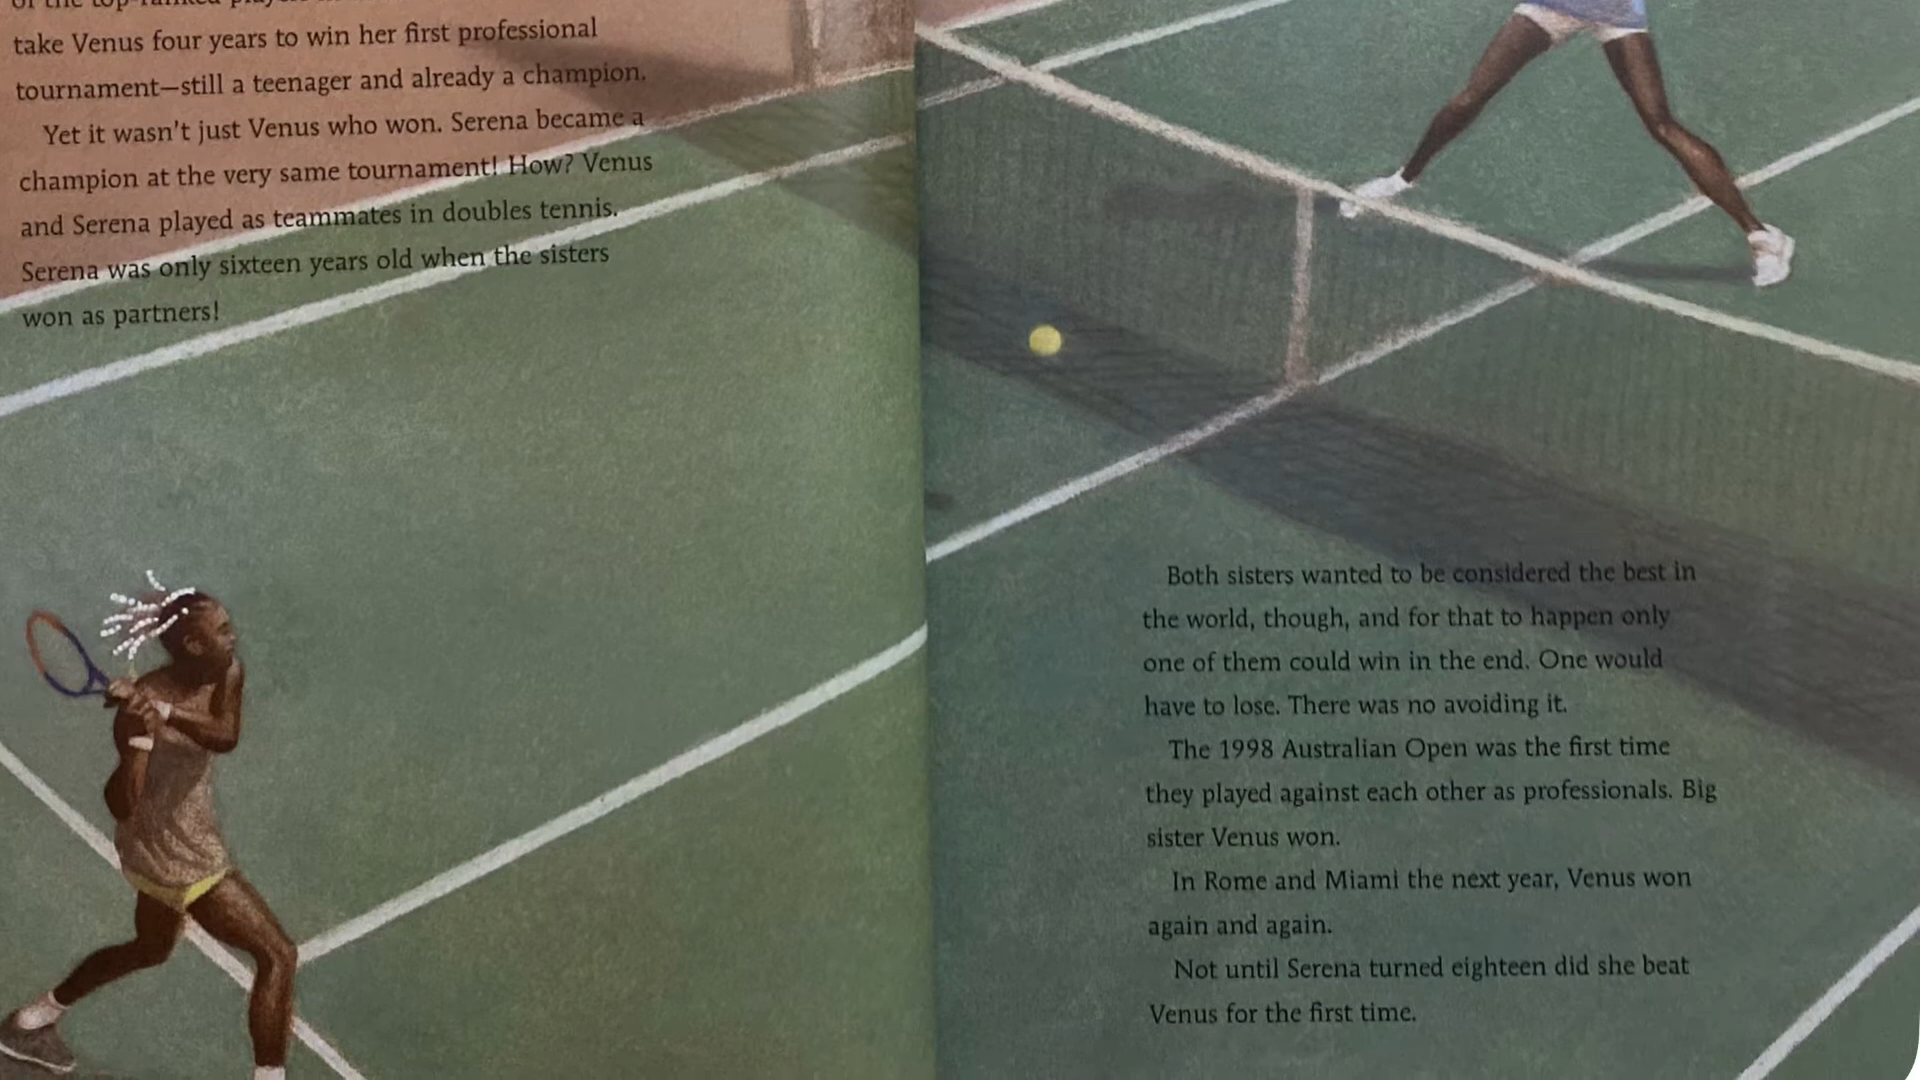 of the top-ranked
take Venus four years to win her first professional
tournament—still a teenager and already a champion.
Yet it wasn't just Venus who won. Serena became a
champion at the very same tournament! How? Venus
and Serena played as teammates in doubles tennis.
Serena was only sixteen years old when the sisters
won as partners!
Both sisters wanted to be considered the best in
the world, though, and for that to happen only
one of them could win in the end. One would
have to lose. There was no avoiding it.
The 1998 Australian Open was the first time
they played against each other as professionals. Big
sister Venus won.
In Rome and Miami the next year, Venus won
again and again.
Not until Serena turned eighteen did she beat
Venus for the first time.